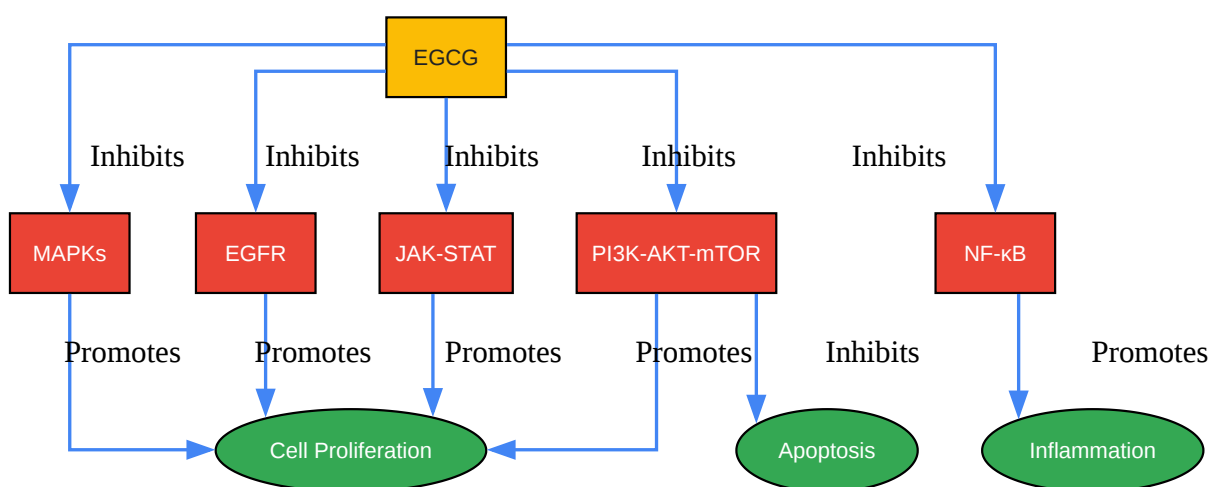 EGCG
Inhibits Inhibits Inhibits Inhibits Inhibits
MAPKs EGFR JAK-STAT PI3K-AKT-mTOR NF-κB
Promotes Promotes Promotes Promotes Inhibits Promotes
Cell Proliferation Apoptosis Inflammation